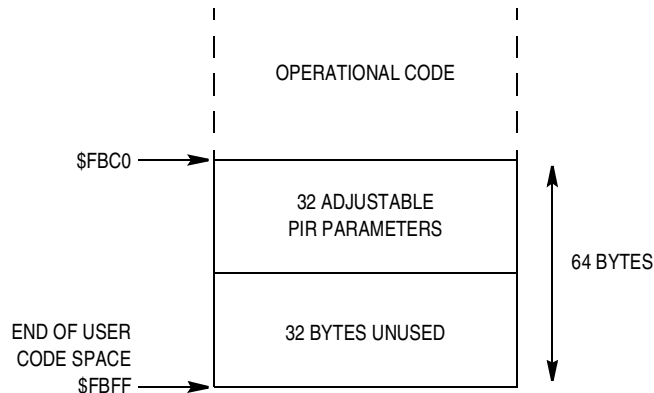 OPERATIONAL CODE
$FBC0
32 ADJUSTABLE
PIR PARAMETERS
64 BYTES
END OF USER
CODE SPACE
$FBFF
32 BYTES UNUSED